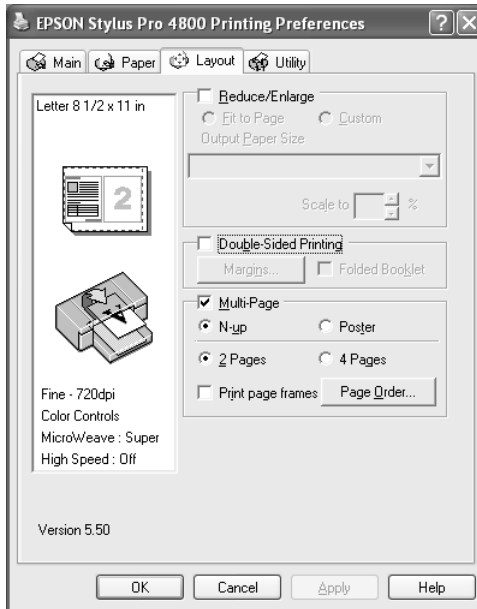 EPSON Stylus Pro 4800 Printing Preferences
Main Paper Layout Utility
Letter 8 1/2 x 11 in
2
Fine - 720dpi
Color Controls
MicroWeave : Super
High Speed : Off
Version 5.50
Reduce/Enlarge
Fit to Page Custom
Output Paper Size
Scale to %
Double-Sided Printing
Margins... Folded Booklet
Multi-Page
N-up Poster
2 Pages 4 Pages
Print page frames Page Order...
OK Cancel Apply Help